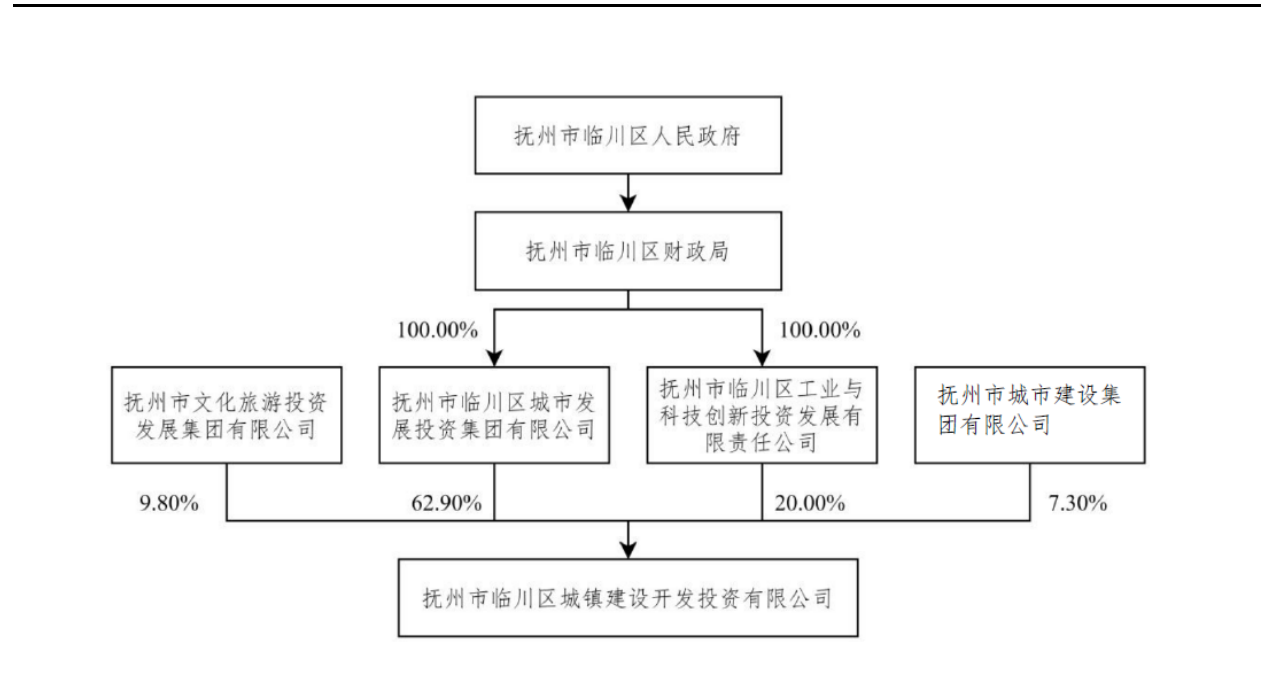 抚州市临川区人民政府
抚州市临川区财政局
100.00%
100.00%
抚州市文化旅游投资
发展集团有限公司
抚州市临川区城市发
展投资集团有限公司
抚州市临川区工业与
科技创新投资发展有
限责任公司
抚州市城市建设集
团有限公司
9.80%
62.90%
20.00%
7.30%
抚州市临川区城镇建设开发投资有限公司